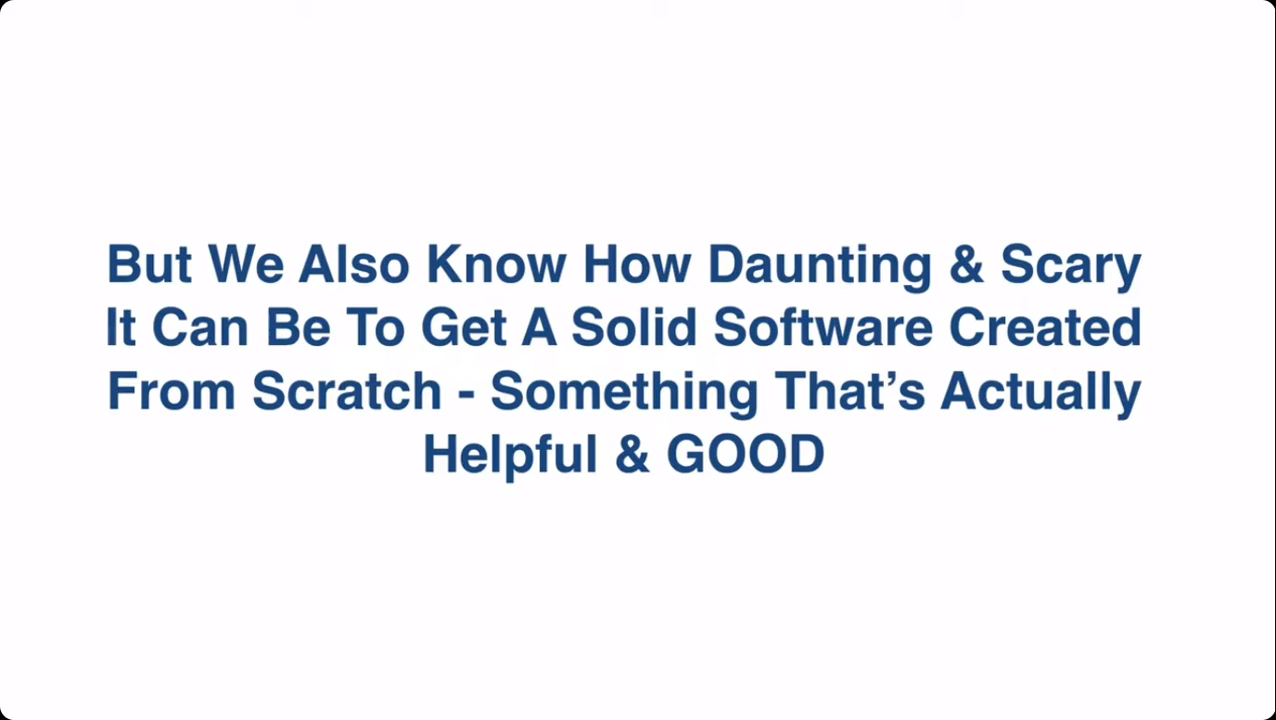 But We Also Know How Daunting & Scary
It Can Be To Get A Solid Software Created
From Scratch - Something That’s Actually
Helpful & GOOD